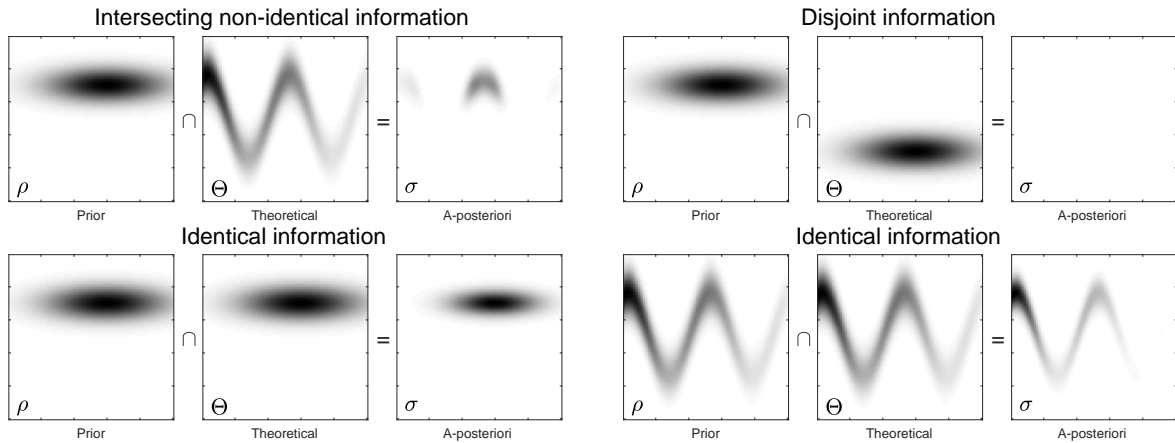 Intersecting non-identical information
Disjoint information
ρ ∩ Θ = σ
ρ ∩ Θ = σ
Prior Theoretical A-posteriori
Prior Theoretical A-posteriori
Identical information
Identical information
ρ ∩ Θ = σ
ρ ∩ Θ = σ
Prior Theoretical A-posteriori
Prior Theoretical A-posteriori